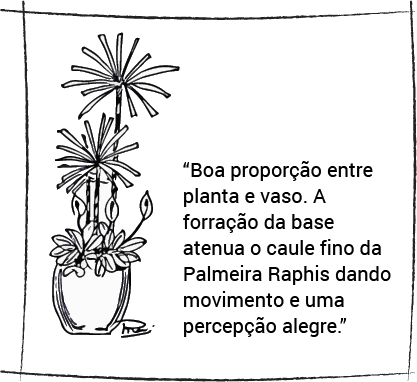 “Boa proporção entre
planta e vaso. A
forração da base
atenua o caule fino da
Palmeira Raphis dando
movimento e uma
percepção alegre.”